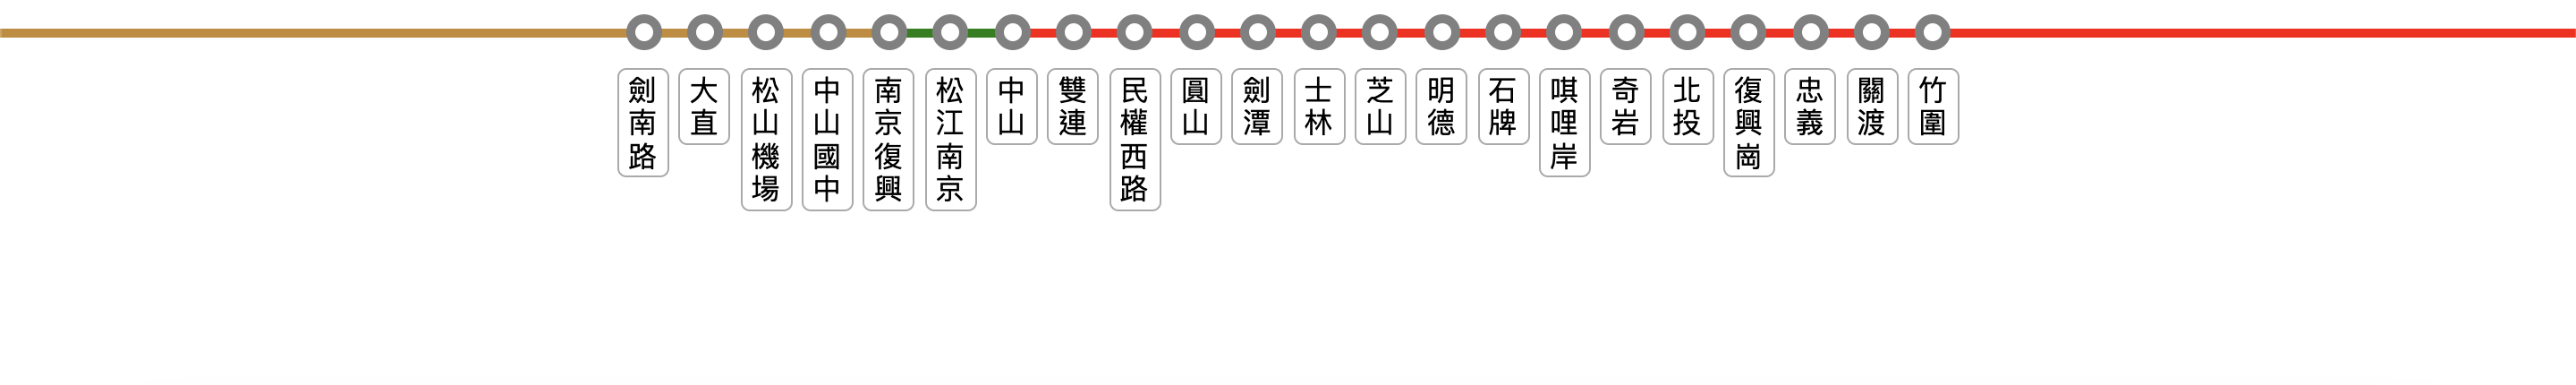 劍南路
大直
松山機場
中山國中
南京復興
松江南京
中山
雙連
民權西路
圓山
劍潭
士林
芝山
明德
石牌
唭哩岸
奇岩
北投
復興崗
忠義
關渡
竹圍